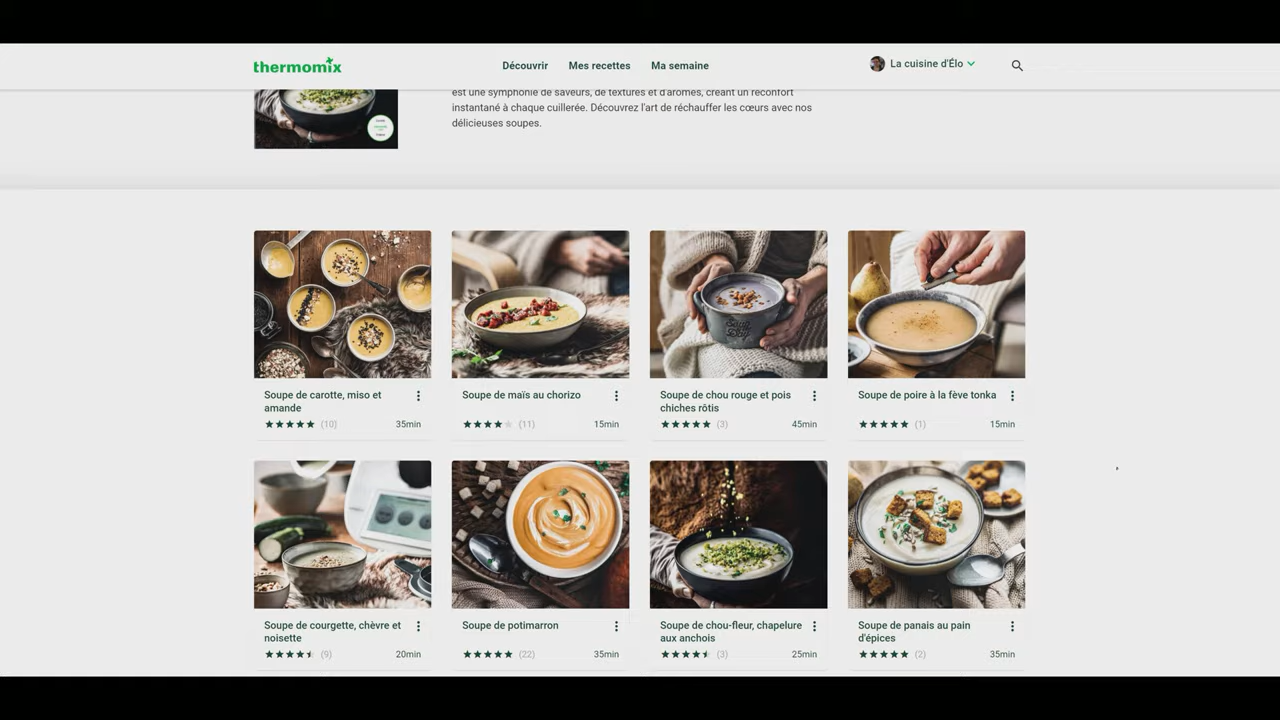 thermomix
Découvrir Mes recettes Ma semaine
La cuisine d'Élo
est une symphonie de saveurs, de textures et d'arômes, créant un réconfort
instantané à chaque cuillerée. Découvrez l'art de réchauffer les cœurs avec nos
délicieuses soupes.
Soupe de carotte, miso et
amande
(10) 35min
Soupe de maïs au chorizo
(11) 15min
Soupe de chou rouge et pois
chiches rôtis
(3) 45min
Soupe de poire à la fève tonka
(1) 15min
Soupe de courgette, chèvre et
noisette
(9) 20min
Soupe de potimarron
(22) 35min
Soupe de chou-fleur, chapelure
aux anchois
(3) 25min
Soupe de panais au pain
d'épices
(2) 35min